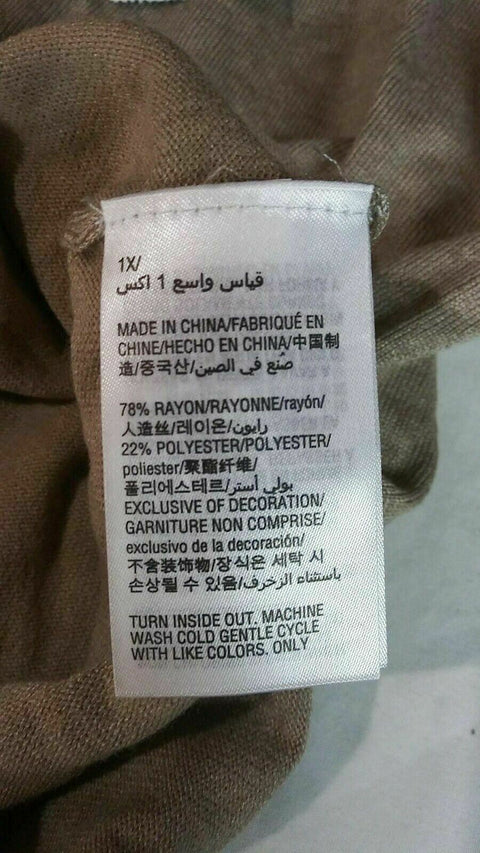 1X/
قياس واسع 1 اكس
MADE IN CHINA/FABRIQUÉ EN
CHINE/HECHO EN CHINA/中国制
造/중국산/صُنع في الصين
78% RAYON/RAYONNE/rayón/
人造丝/레이온/رايون
22% POLYESTER/POLYESTER/
poliester/聚酯纤维/
폴리에스테르/بولي أستر
EXCLUSIVE OF DECORATION/
GARNITURE NON COMPRISE/
exclusivo de la decoración/
不含装饰物/장식은 세탁 시
손상될 수 있음/باستثناء الزخرف
TURN INSIDE OUT. MACHINE
WASH COLD GENTLE CYCLE
WITH LIKE COLORS. ONLY